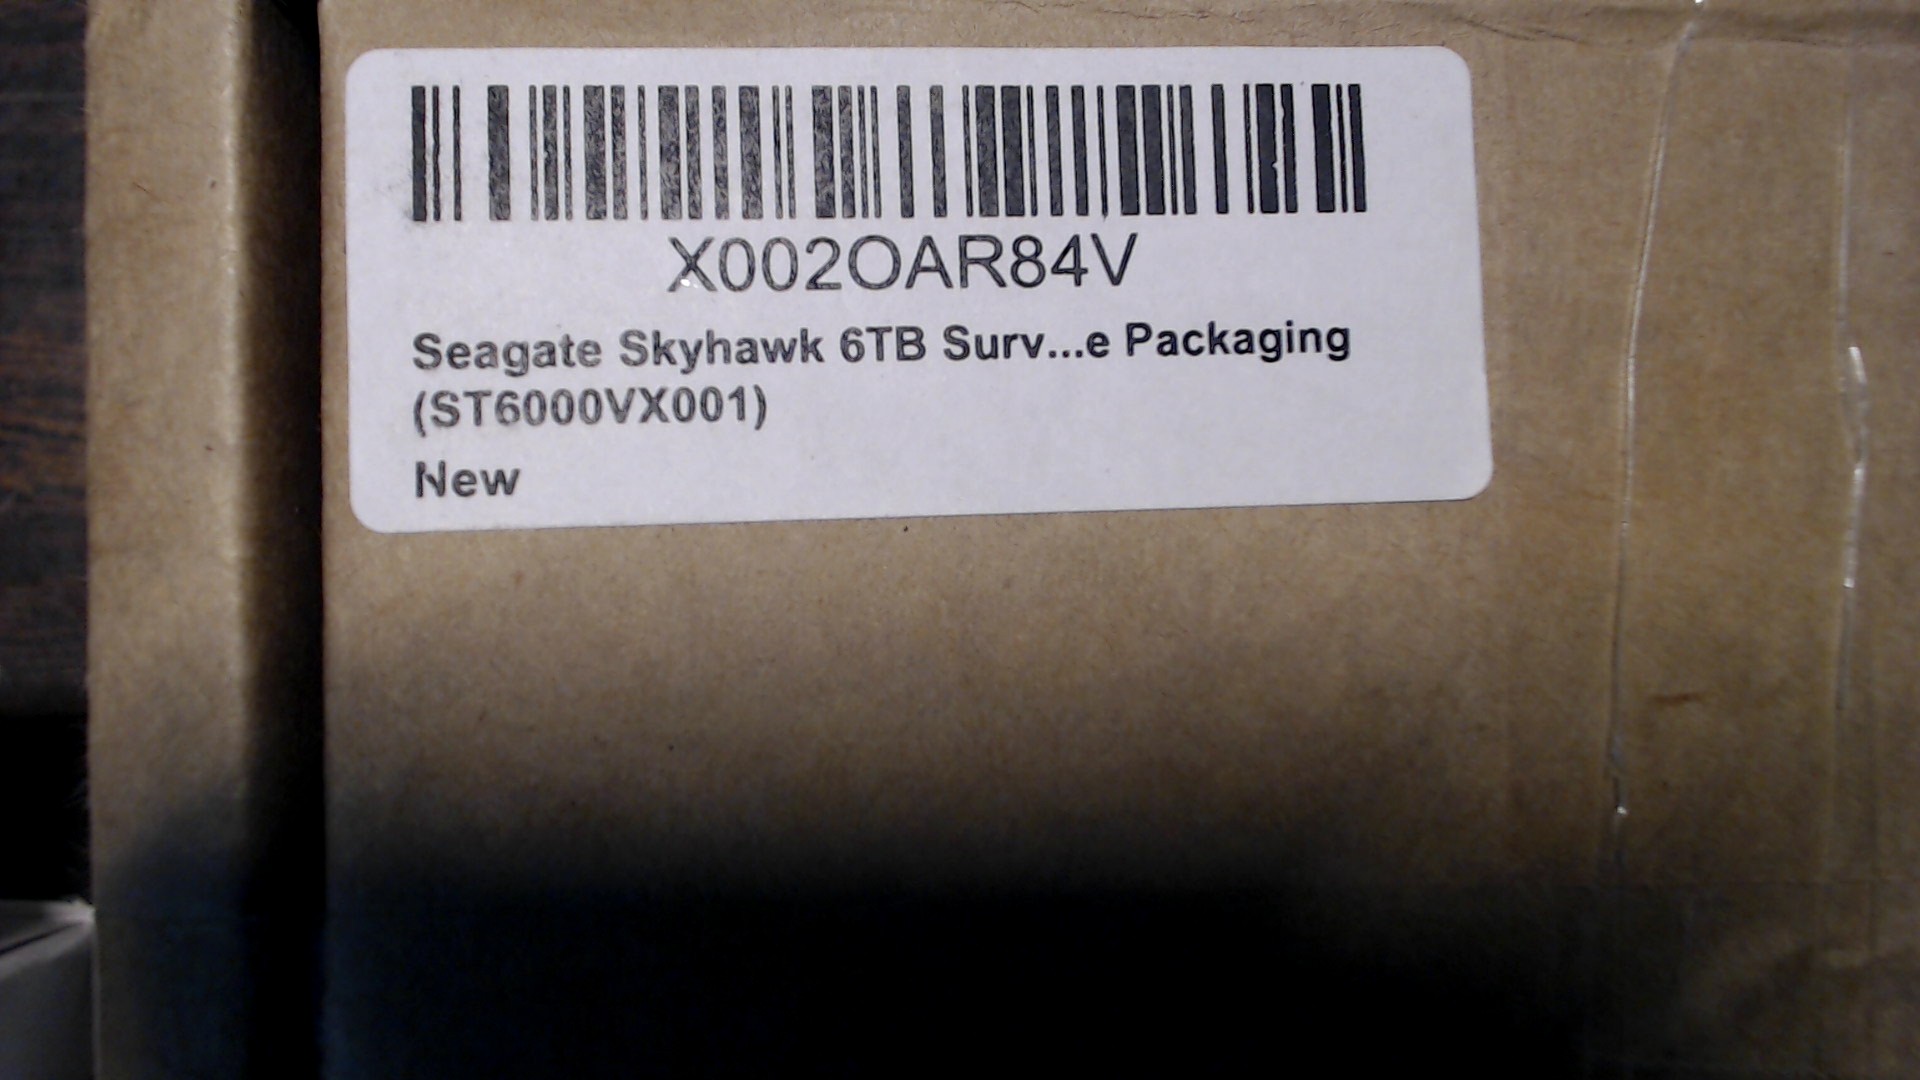 X002OAR84V
Seagate Skyhawk 6TB Surv...e Packaging
(ST6000VX001)
New